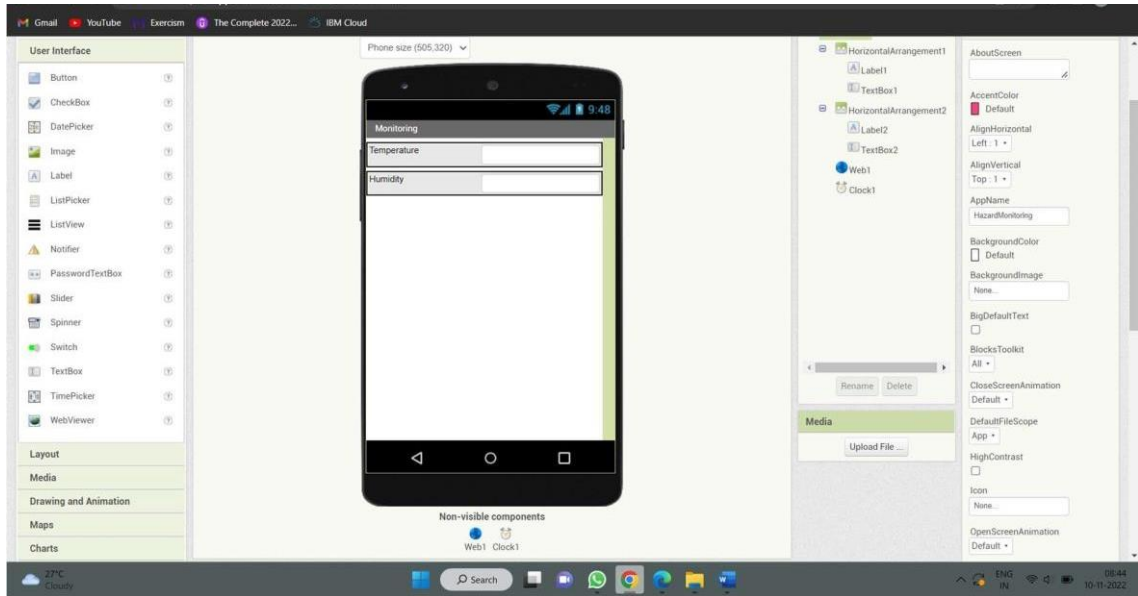 Gmail
YouTube
Exercism
The Complete 2022...
IBM Cloud
User Interface
Button
CheckBox
DatePicker
Image
Label
ListPicker
ListView
Notifier
PasswordTextBox
Slider
Spinner
Switch
TextBox
TimePicker
WebViewer
Layout
Media
Drawing and Animation
Maps
Charts
Phone size (505,320)
9:48
Monitoring
Temperature
Humidity
Non-visible components
Web1
Clock1
HorizontalArrangement1
Label1
TextBox1
HorizontalArrangement2
Label2
TextBox2
Web1
Clock1
Rename
Delete
Media
Upload File ...
AboutScreen
AccentColor
Default
AlignHorizontal
Left : 1
AlignVertical
Top : 1
AppName
HazardMonitoring
BackgroundColor
Default
BackgroundImage
None...
BigDefaultText
BlocksToolkit
All
CloseScreenAnimation
Default
DefaultFileScope
App
HighContrast
Icon
None...
OpenScreenAnimation
Default
27°C
Cloudy
Search
ENG
IN
08:44
10-11-2022